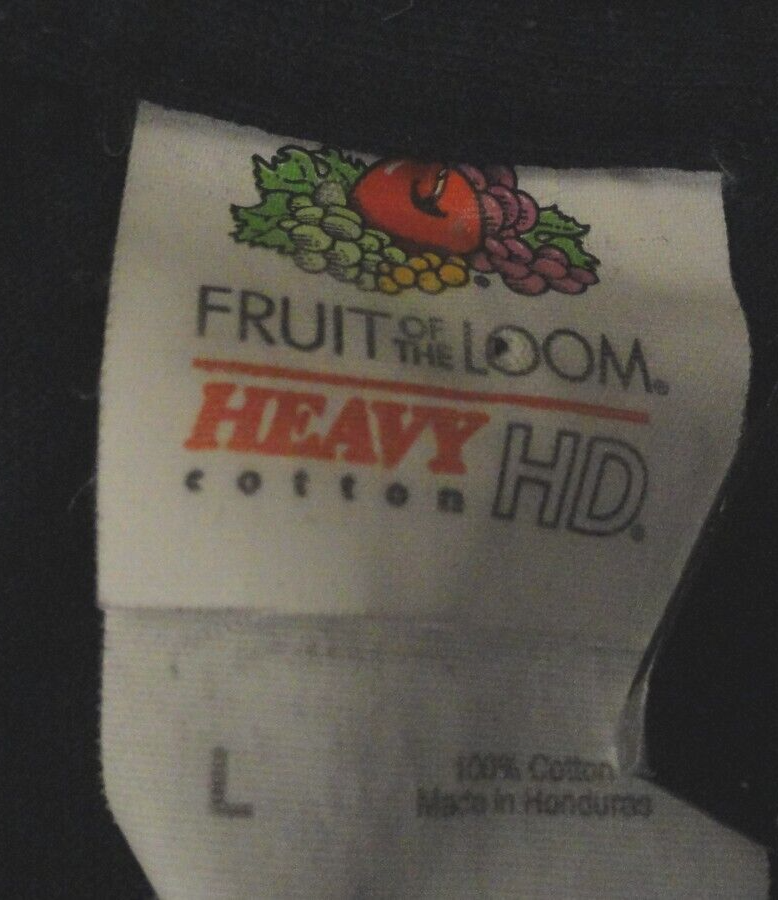 FRUIT OF THE LOOM®
HEAVY
cotton HD®
L
100% Cotton
Made in Honduras